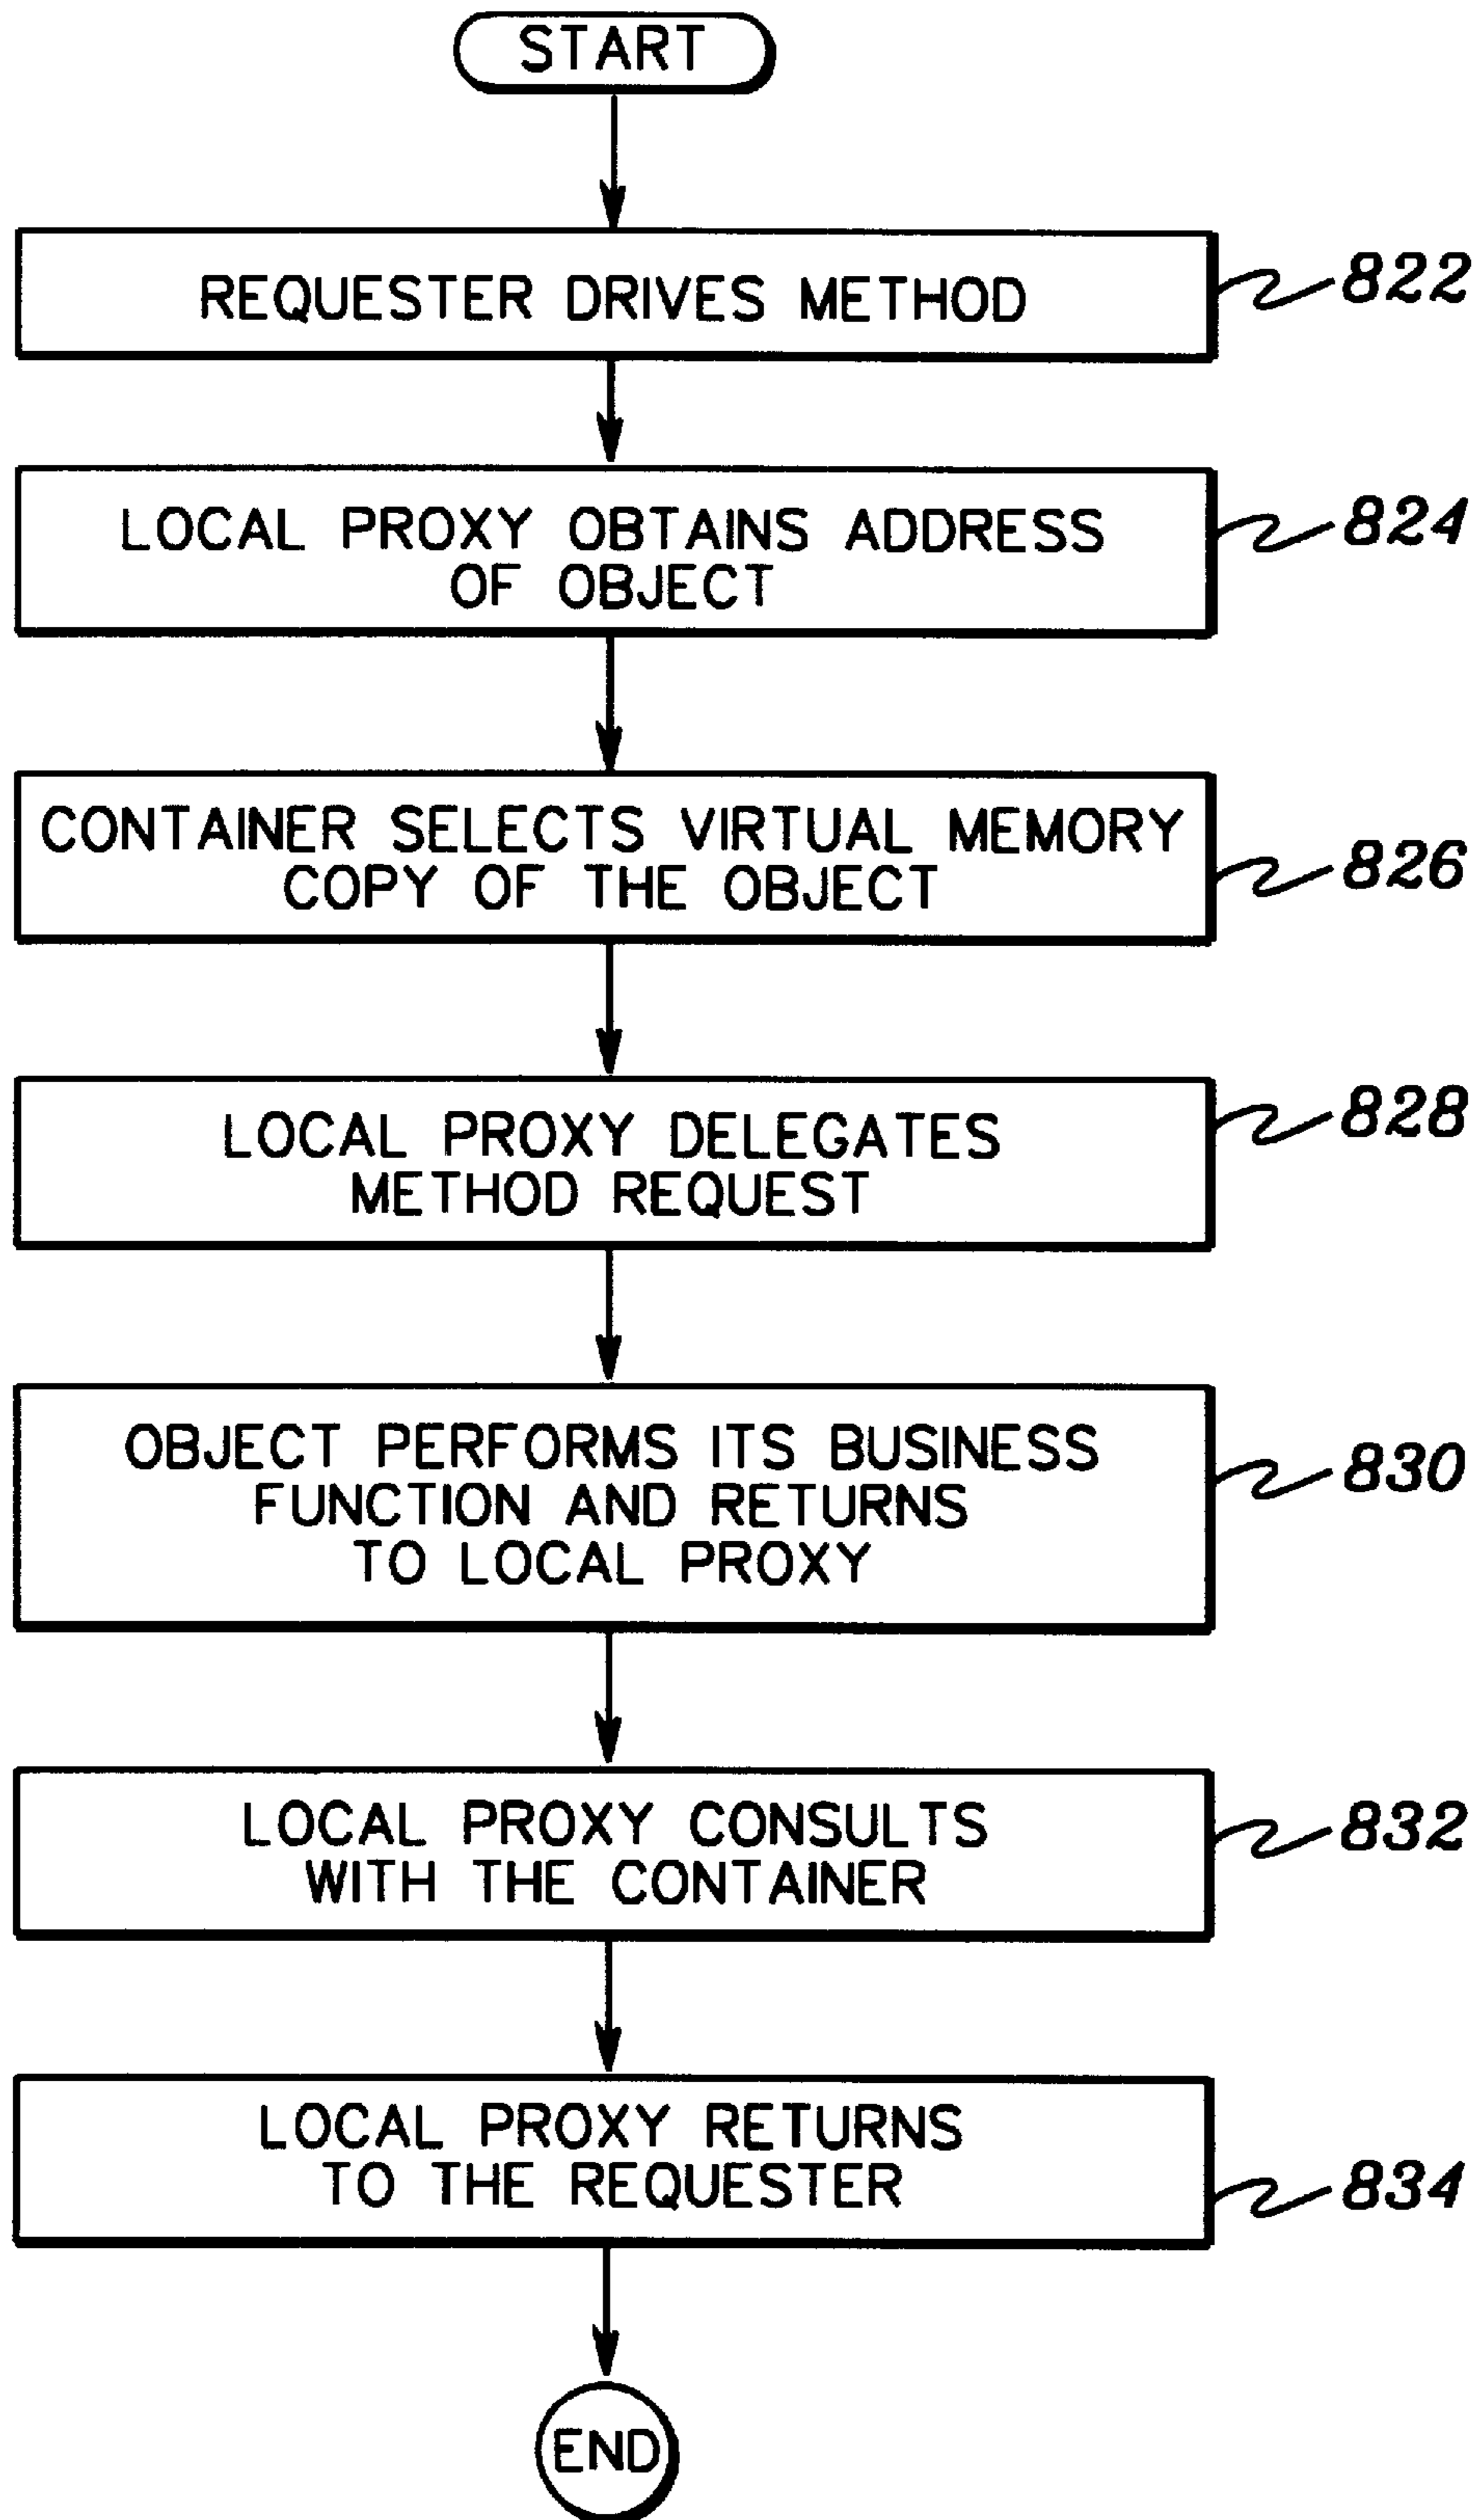 START
REQUESTER DRIVES METHOD
822
LOCAL PROXY OBTAINS ADDRESS
OF OBJECT
824
CONTAINER SELECTS VIRTUAL MEMORY
COPY OF THE OBJECT
826
LOCAL PROXY DELEGATES
METHOD REQUEST
828
OBJECT PERFORMS ITS BUSINESS
FUNCTION AND RETURNS
TO LOCAL PROXY
830
LOCAL PROXY CONSULTS
WITH THE CONTAINER
832
LOCAL PROXY RETURNS
TO THE REQUESTER
834
END